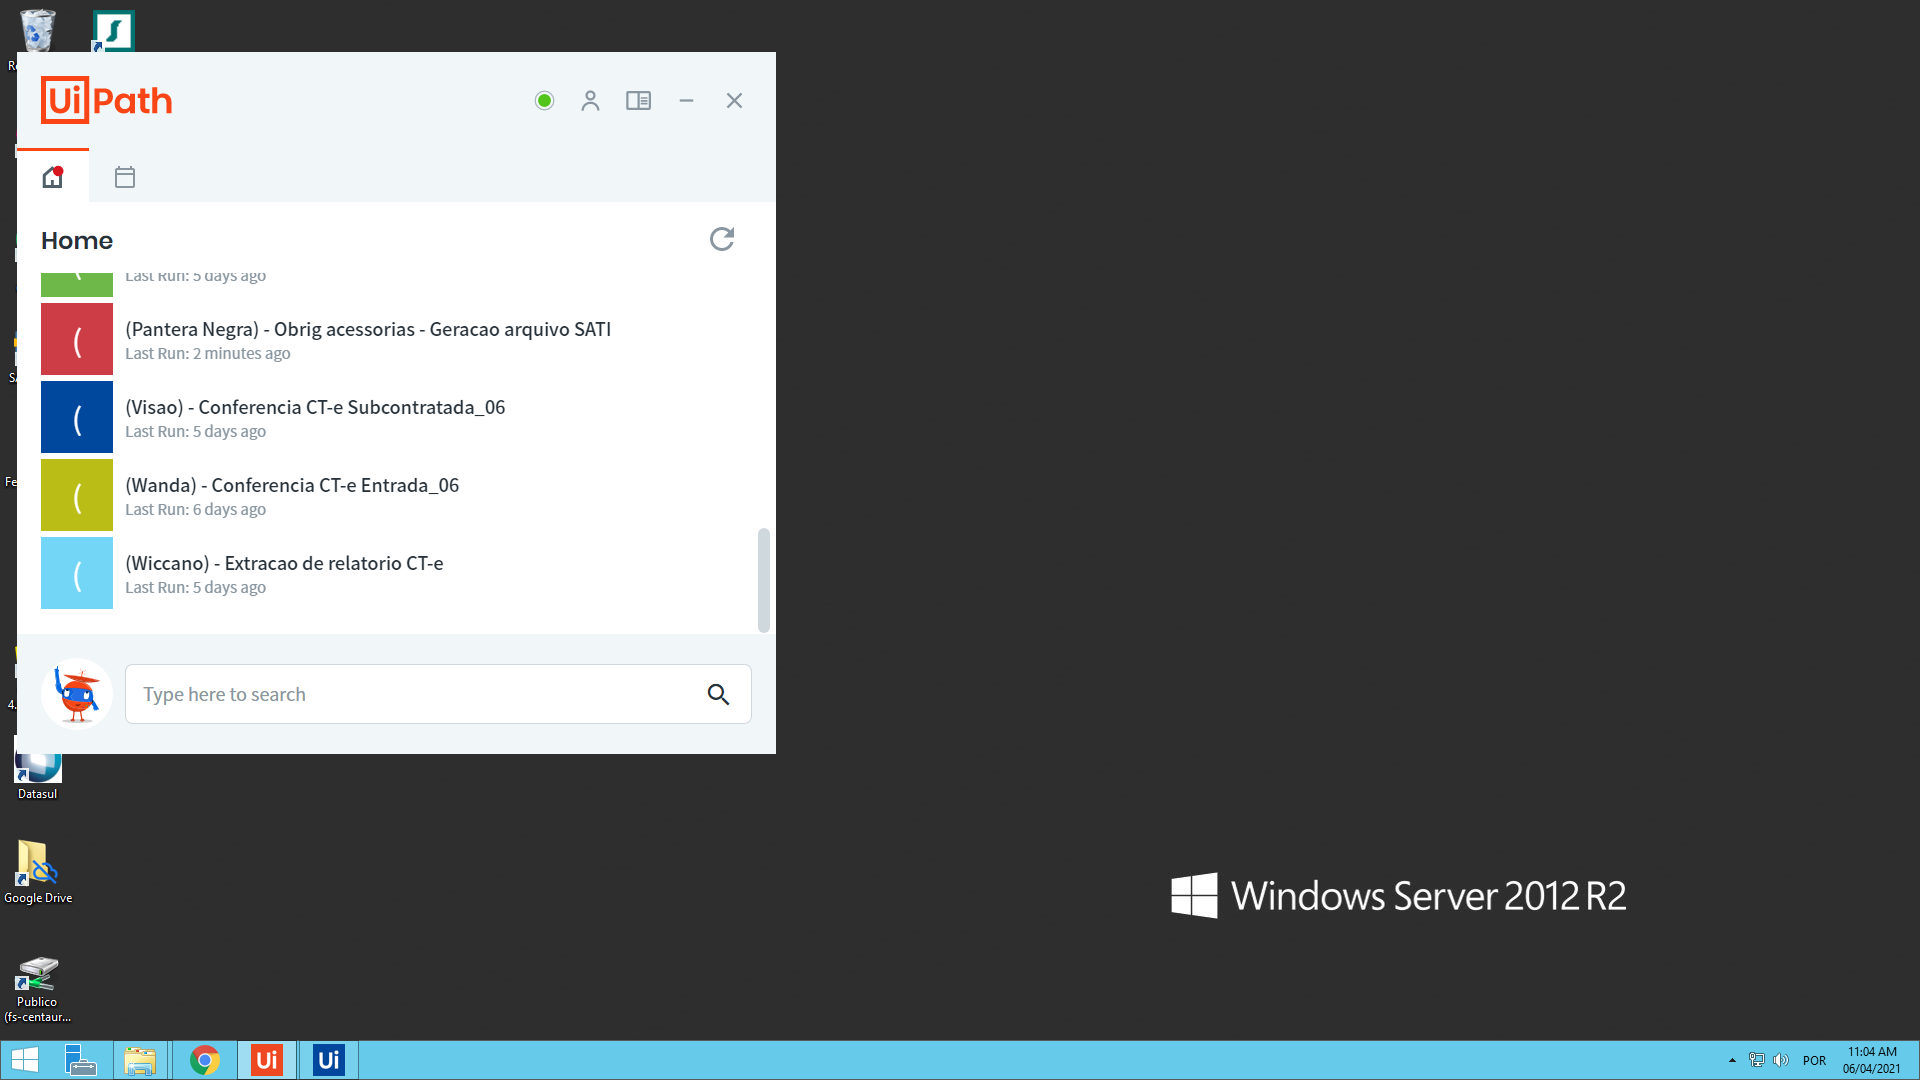 UiPath
Home
Last Run: 5 days ago
(
(Pantera Negra) - Obrig acessorias - Geracao arquivo SATI
Last Run: 2 minutes ago
(
(Visao) - Conferencia CT-e Subcontratada_06
Last Run: 5 days ago
(
(Wanda) - Conferencia CT-e Entrada_06
Last Run: 6 days ago
(
(Wiccano) - Extracao de relatorio CT-e
Last Run: 5 days ago
Type here to search
Datasul
Google Drive
Publico
(fs-centaur...
Windows Server 2012 R2
Ui
Ui
POR
11:04 AM
06/04/2021